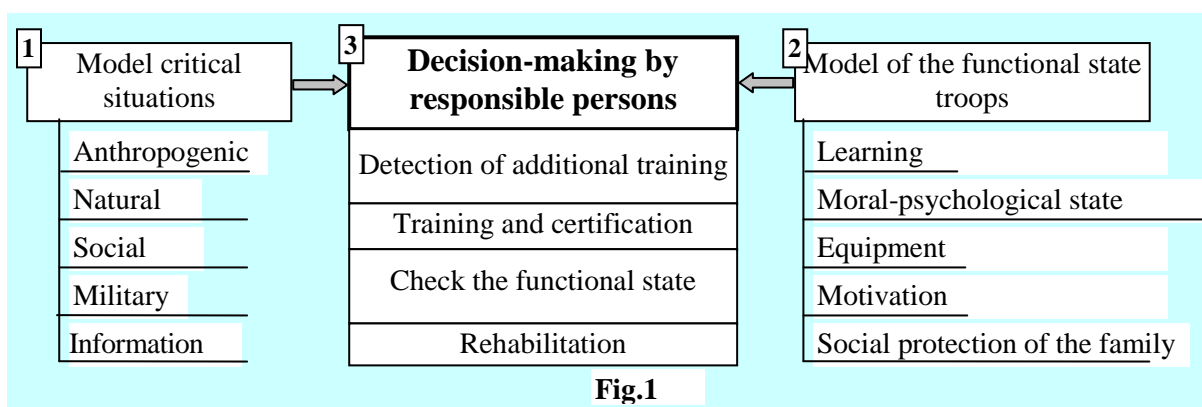 1
Model critical
situations
Anthropogenic
Natural
Social
Military
Information
3
Decision-making by
responsible persons
Detection of additional training
Training and certification
Check the functional state
Rehabilitation
2
Model of the functional state
troops
Learning
Moral-psychological state
Equipment
Motivation
Social protection of the family
Fig.1